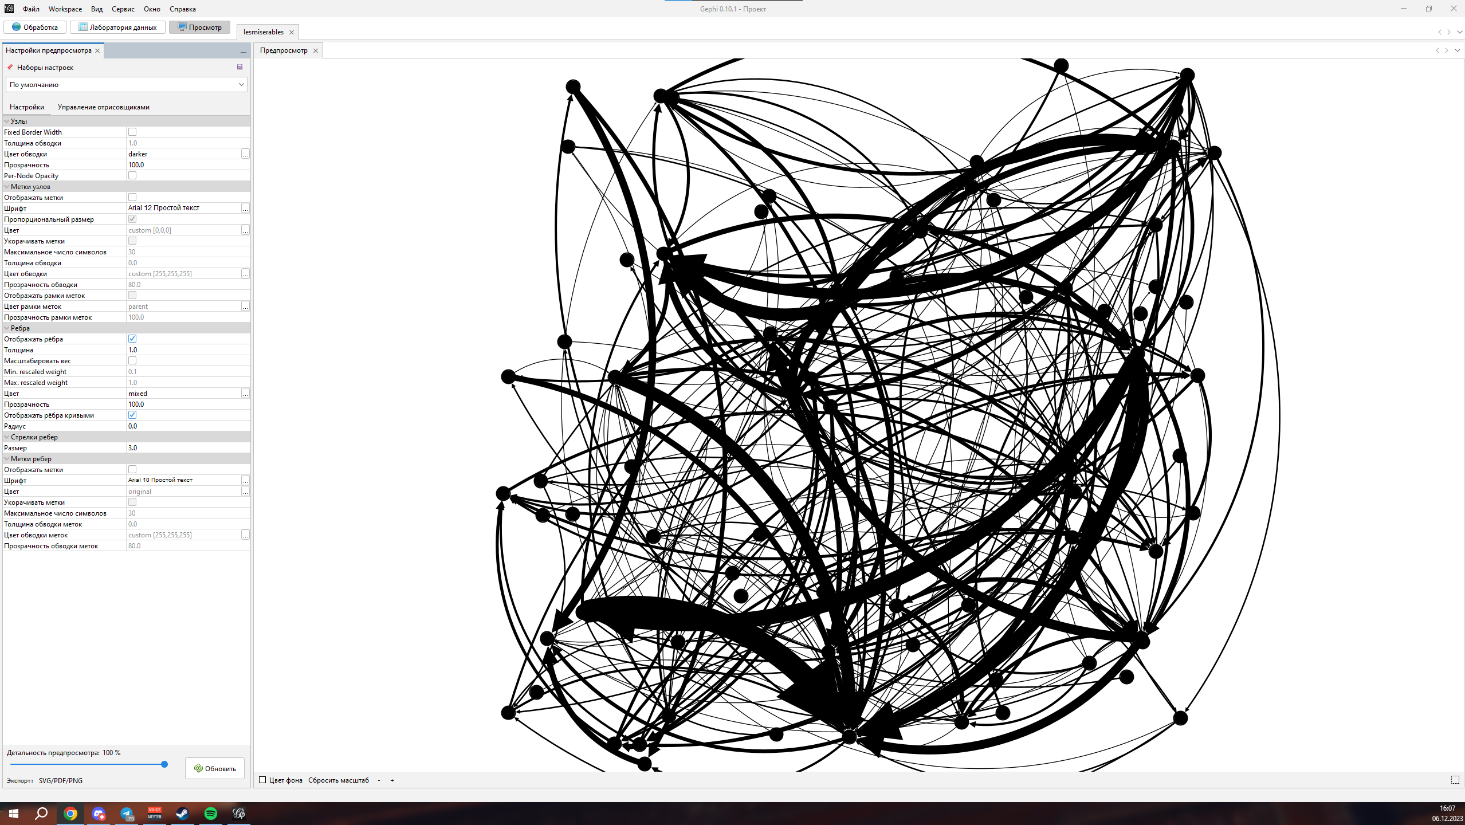 Файл Workspace Вид Сервис Окно Справка
Gephi 0.10.1 - Проект
Обработка Лаборатория данных Просмотр
lesmiserables
Настройки предпросмотра
Предпросмотр
Наборы настроек
По умолчанию
Настройки Управление отрисовщиками
Узлы
Fixed Border Width
Толщина обводки 1.0
Цвет обводки darker ...
Прозрачность 100.0
Per-Node Opacity
Метки узлов
Отображать метки
Шрифт Arial 12 Простой текст ...
Пропорциональный размер
Цвет custom [0,0,0] ...
Укорачивать метки
Максимальное число символов 30
Толщина обводки 0.0
Цвет обводки custom [255,255,255] ...
Прозрачность обводки 80.0
Отображать рамки меток
Цвет рамки меток parent ...
Прозрачность рамки меток 100.0
Ребра
Отображать рёбра
Толщина 1.0
Масштабировать вес
Min. rescaled weight 0.1
Max. rescaled weight 1.0
Цвет mixed ...
Прозрачность 100.0
Отображать рёбра кривыми
Радиус 0.0
Стрелки ребер
Размер 3.0
Метки ребер
Отображать метки
Шрифт Arial 10 Простой текст ...
Цвет original ...
Укорачивать метки
Максимальное число символов 30
Толщина обводки меток 0.0
Цвет обводки меток custom [255,255,255] ...
Прозрачность обводки меток 80.0
Детальность предпросмотра: 100 %
Обновить
Экспорт: SVG/PDF/PNG
Цвет фона Сбросить масштаб - +
16:07
06.12.2023